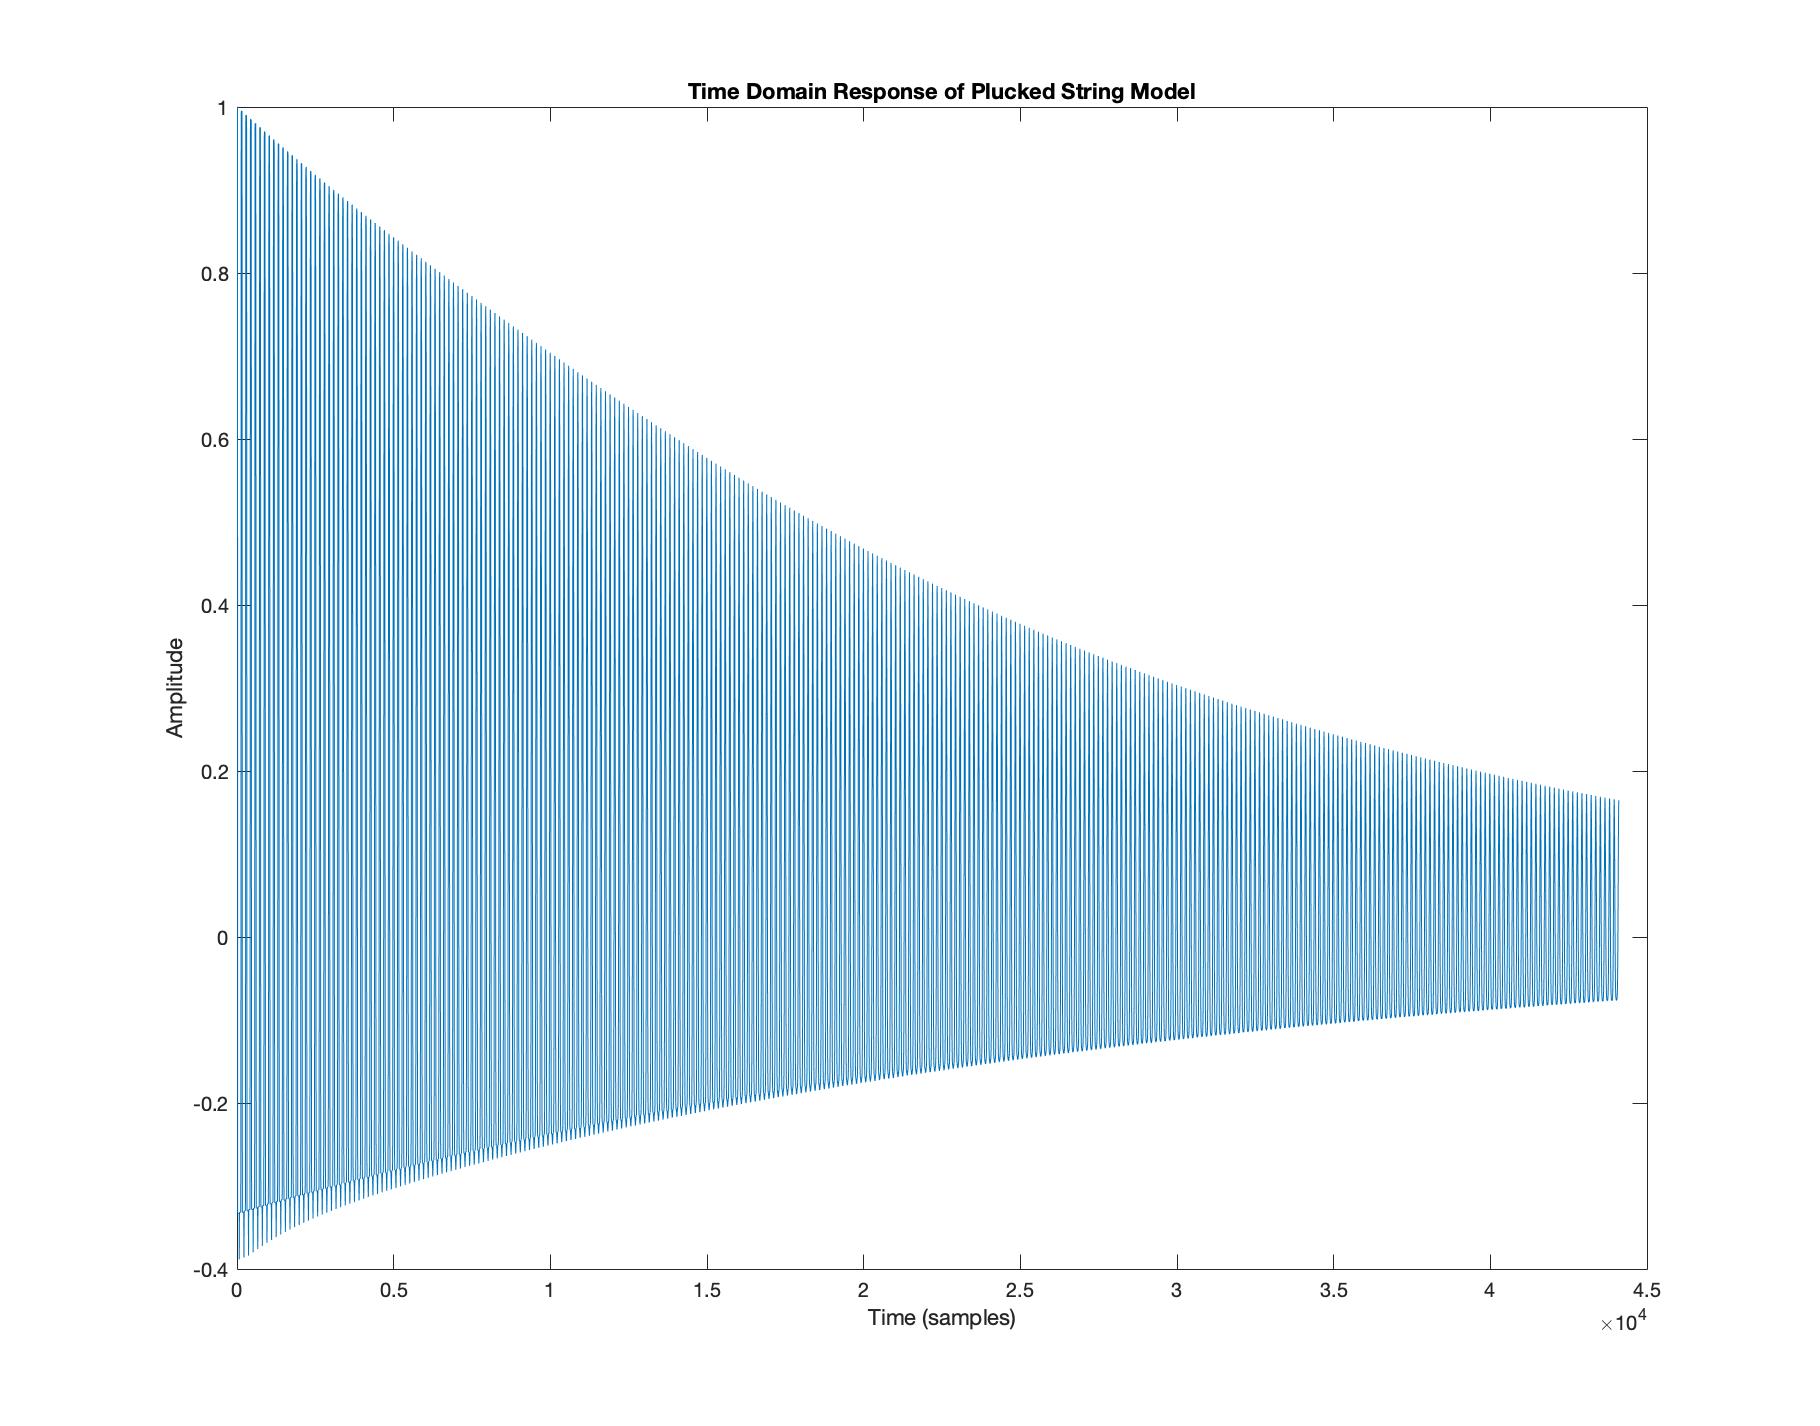 Time Domain Response of Plucked String Model
1
0.8
0.6
0.4
0.2
0
-0.2
-0.4
Amplitude
0 0.5 1 1.5 2 2.5 3 3.5 4 4.5
Time (samples)
×10⁴